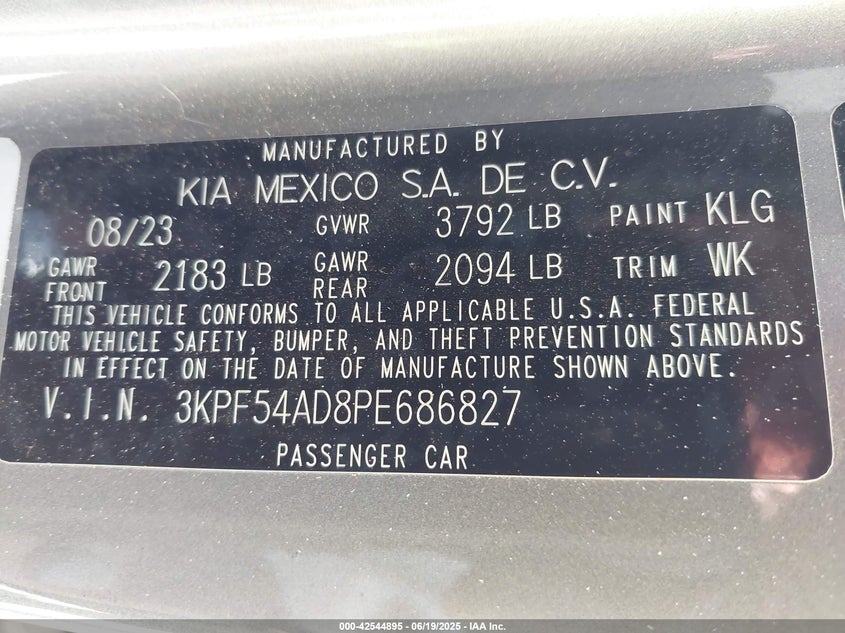 MANUFACTURED BY
KIA MEXICO S.A. DE C.V.
08/23 GVWR 3792 LB PAINT KLG
GAWR FRONT 2183 LB GAWR REAR 2094 LB TRIM WK
THIS VEHICLE CONFORMS TO ALL APPLICABLE U.S.A. FEDERAL
MOTOR VEHICLE SAFETY, BUMPER, AND THEFT PREVENTION STANDARDS
IN EFFECT ON THE DATE OF MANUFACTURE SHOWN ABOVE.
V.I.N. 3KPF54AD8PE686827
PASSENGER CAR
000-42544895 - 06/19/2025 - IAA Inc.